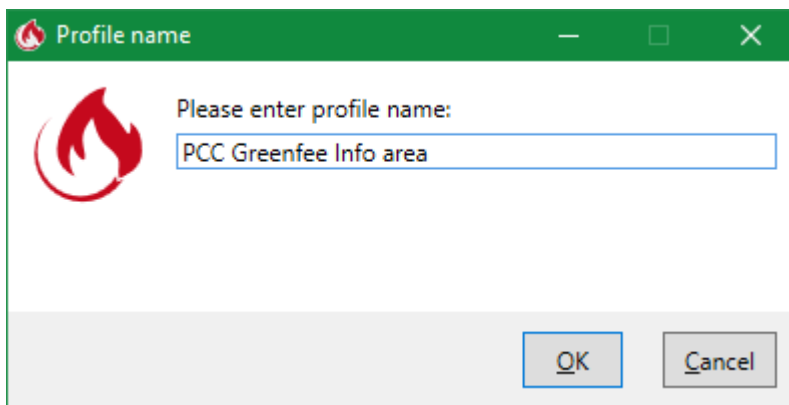 Profile name
Please enter profile name:
PCC Greenfee Info area
OK
Cancel